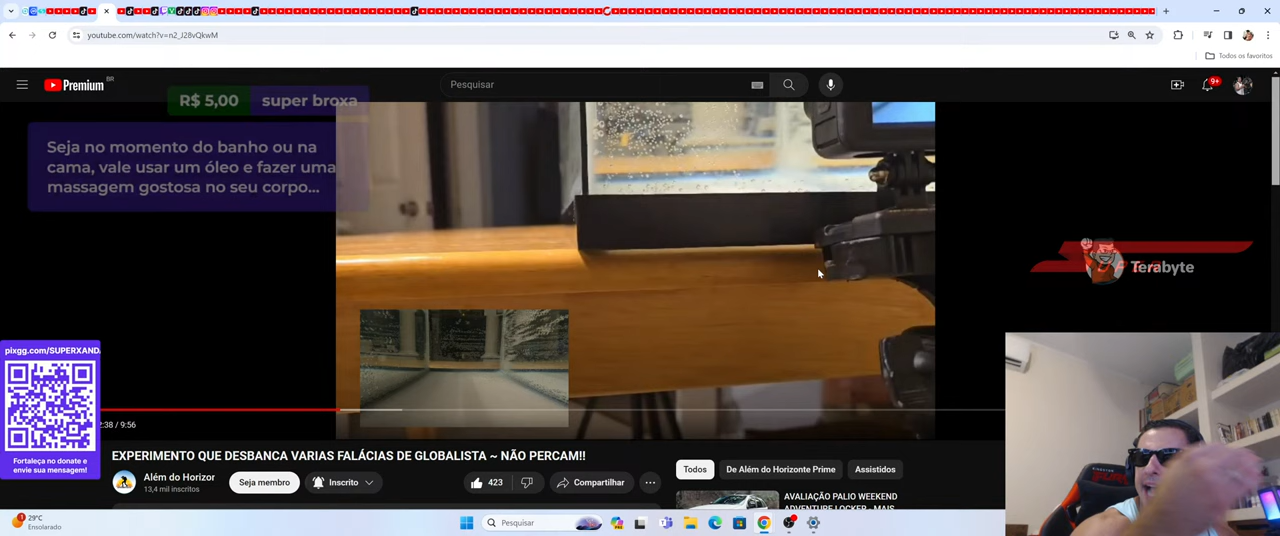 youtube.com/watch?v=n2_J28vQkwM
Todos os favoritos
Premium BR
Pesquisar
9+
R$ 5,00 super broxa
Seja no momento do banho ou na
cama, vale usar um óleo e fazer uma
massagem gostosa no seu corpo...
Terabyte
pixgg.com/SUPERXAND
Fortaleça no donate e
envie sua mensagem!
2:38 / 9:56
EXPERIMENTO QUE DESBANCA VARIAS FALÁCIAS DE GLOBALISTA ~ NÃO PERCAM!!
Além do Horizor
13,4 mil inscritos
Seja membro
Inscrito
423
Compartilhar
Todos
De Além do Horizonte Prime
Assistidos
AVALIAÇÃO PALIO WEEKEND
ADVENTURE LOCKER - MAIS
1
29°C
Ensolarado
Pesquisar